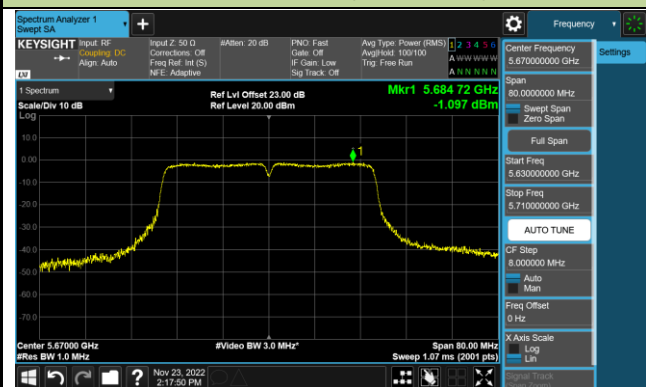 Spectrum Analyzer 1
Swept SA
Frequency
KEYSIGHT
Input: RF
Coupling: DC
Align: Auto
Input Z: 50 Ω
Corrections: Off
Freq Ref: Int (S)
NFE: Adaptive
#Atten: 20 dB
PNO: Fast
Gate: Off
IF Gain: Low
Sig Track: Off
Avg Type: Power (RMS)
Avg|Hold: 100/100
Trig: Free Run
1 2 3 4 5 6
A W W W W W
A N N N N N
LXI
1 Spectrum
Scale/Div 10 dB
Log
Ref Lvl Offset 23.00 dB
Ref Level 20.00 dBm
Mkr1 5.684 72 GHz
-1.097 dBm
1
10.0
0.00
-10.0
-20.0
-30.0
-40.0
-50.0
-60.0
-70.0
Center 5.67000 GHz
#Res BW 1.0 MHz
#Video BW 3.0 MHz*
Span 80.00 MHz
Sweep 1.07 ms (2001 pts)
Nov 23, 2022
2:17:50 PM
Settings
Center Frequency
5.670000000 GHz
Span
80.0000000 MHz
Swept Span
Zero Span
Full Span
Start Freq
5.630000000 GHz
Stop Freq
5.710000000 GHz
AUTO TUNE
CF Step
8.000000 MHz
Auto
Man
Freq Offset
0 Hz
X Axis Scale
Log
Lin
Signal Track
(Span Zoom)